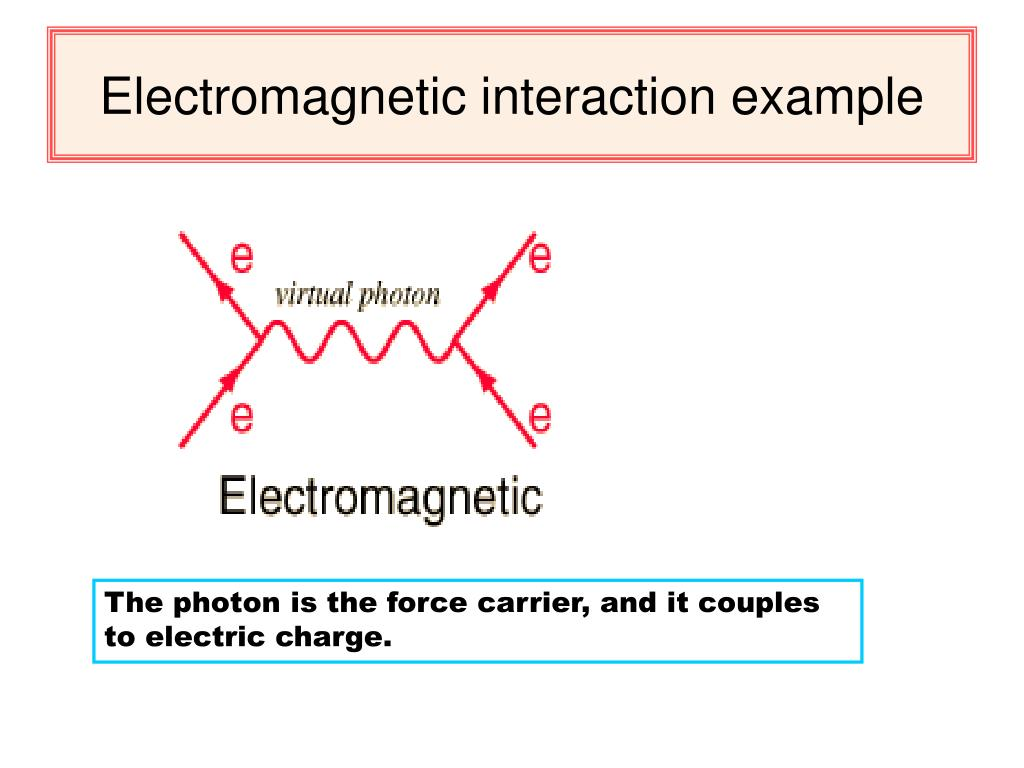 Electromagnetic interaction example
e e
virtual photon
e e
Electromagnetic
The photon is the force carrier, and it couples
to electric charge.